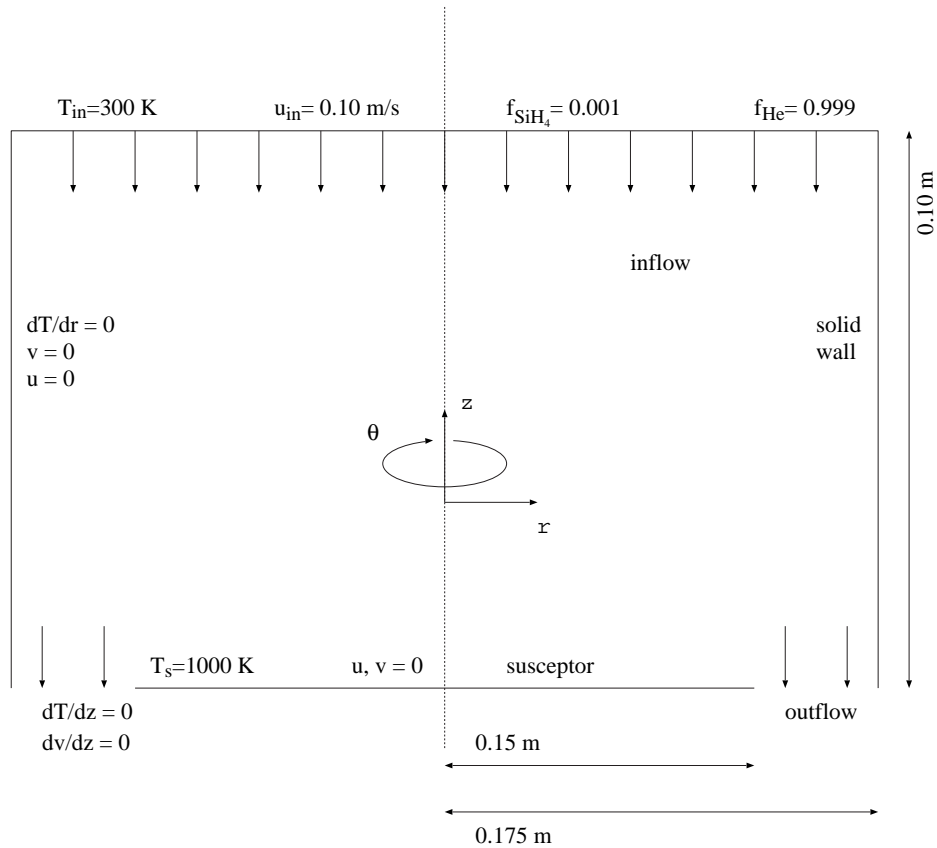 T_in=300 K
u_in= 0.10 m/s
f_SiH₄= 0.001
f_He= 0.999
0.10 m
inflow
dT/dr = 0
v = 0
u = 0
solid
wall
z
θ
r
T_s=1000 K
u, v = 0
susceptor
dT/dz = 0
dv/dz = 0
outflow
0.15 m
0.175 m